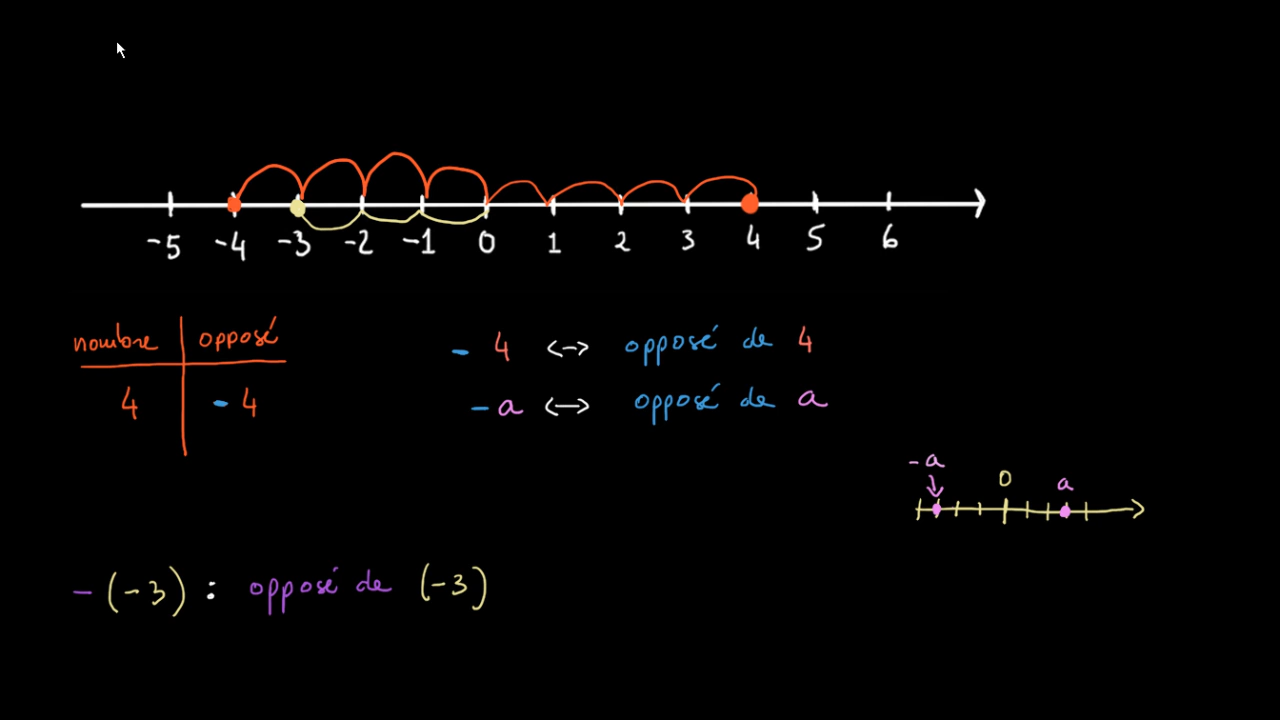 -5 -4 -3 -2 -1 0 1 2 3 4 5 6
nombre opposé
4 - 4
- 4 <-> opposé de 4
- a <-> opposé de a
-a 0 a
- (-3) : opposé de (-3)